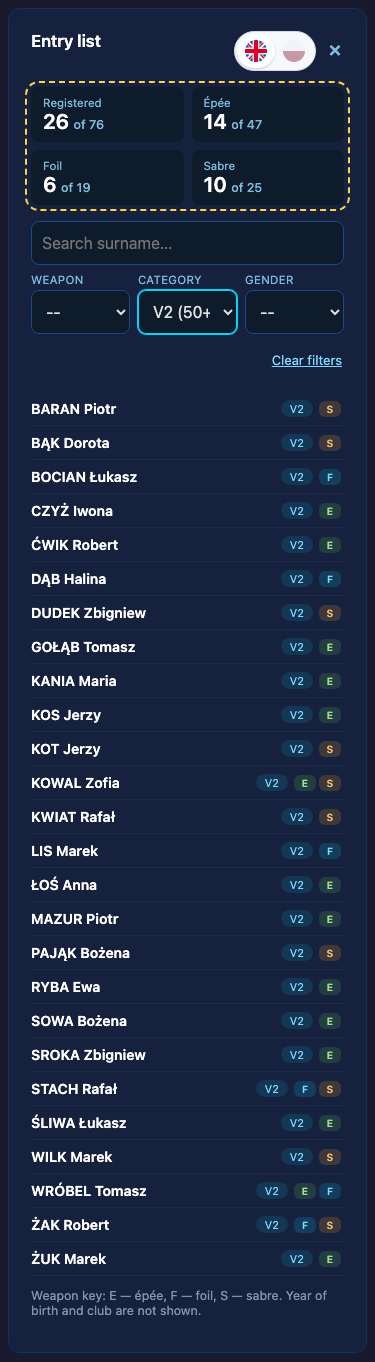 Entry list
×
Registered
26 of 76
Épée
14 of 47
Foil
6 of 19
Sabre
10 of 25
Search surname...
WEAPON
CATEGORY
GENDER
--
V2 (50+
--
Clear filters
BARAN Piotr V2 S
BĄK Dorota V2 S
BOCIAN Łukasz V2 F
CZYŻ Iwona V2 E
ĆWIK Robert V2 E
DĄB Halina V2 F
DUDEK Zbigniew V2 S
GOŁĄB Tomasz V2 E
KANIA Maria V2 E
KOS Jerzy V2 E
KOT Jerzy V2 S
KOWAL Zofia V2 E S
KWIAT Rafał V2 S
LIS Marek V2 F
ŁOŚ Anna V2 E
MAZUR Piotr V2 E
PAJĄK Bożena V2 S
RYBA Ewa V2 E
SOWA Bożena V2 E
SROKA Zbigniew V2 E
STACH Rafał V2 F S
ŚLIWA Łukasz V2 E
WILK Marek V2 S
WRÓBEL Tomasz V2 E F
ŻAK Robert V2 F S
ŻUK Marek V2 E
Weapon key: E — épée, F — foil, S — sabre. Year of
birth and club are not shown.